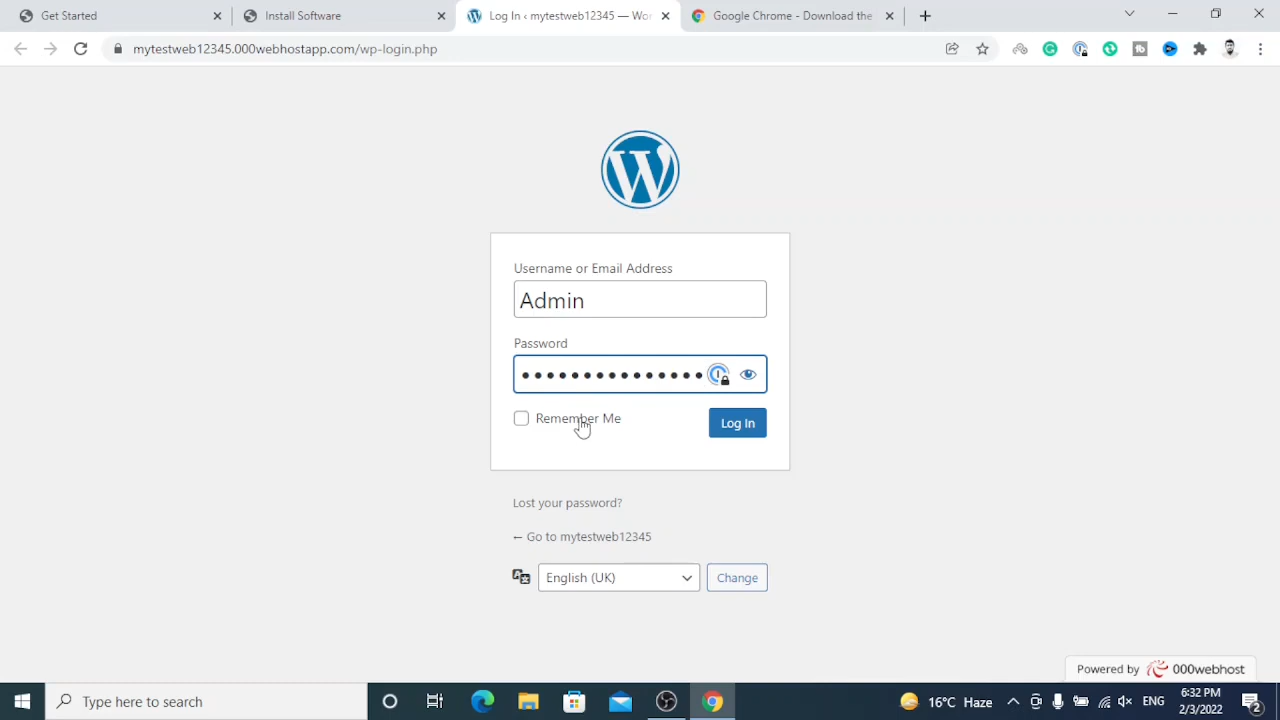 Get Started
Install Software
Log In ‹ mytestweb12345 — Wor
Google Chrome - Download the
mytestweb12345.000webhostapp.com/wp-login.php
Username or Email Address
Admin
Password
Remember Me
Log In
Lost your password?
← Go to mytestweb12345
English (UK)
Change
Powered by 000webhost
Type here to search
16°C Haze
ENG
6:32 PM
2/3/2022
2